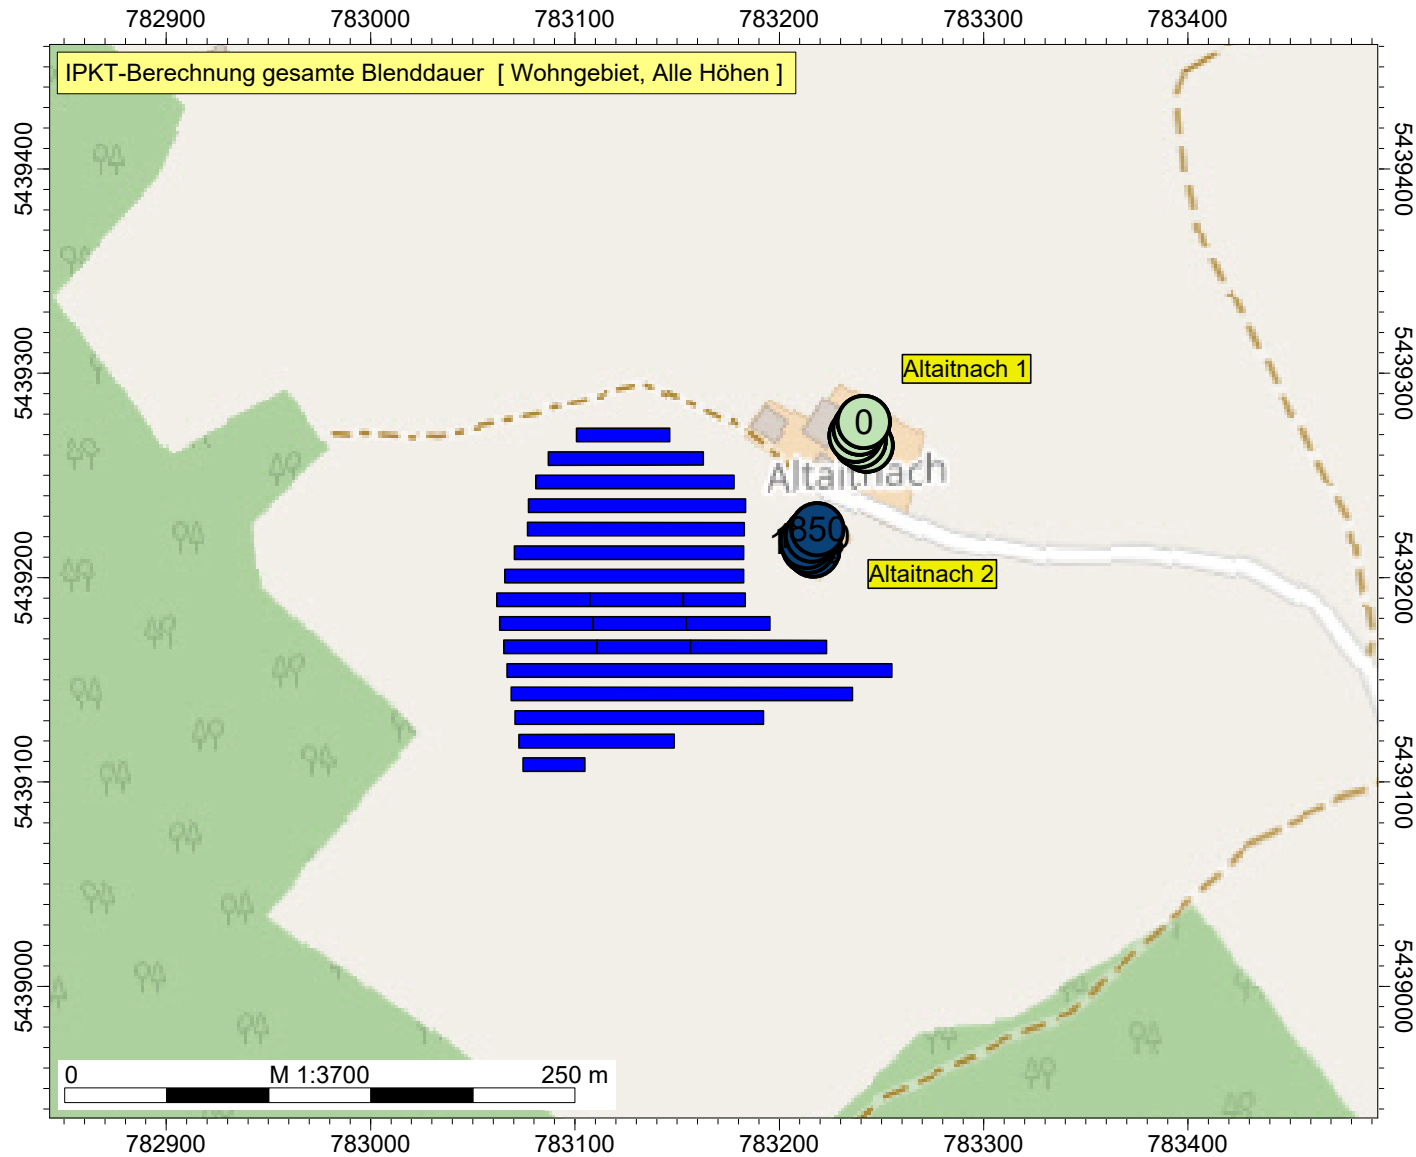 782900 783000 783100 783200 783300 783400
IPKT-Berechnung gesamte Blenddauer [ Wohngebiet, Alle Höhen ]
5439400 5439400
5439300 5439300
Altaitnach 1
0
Altaitnach
850
Altaitnach 2
5439200 5439200
5439100 5439100
5439000 5439000
0 M 1:3700 250 m
782900 783000 783100 783200 783300 783400